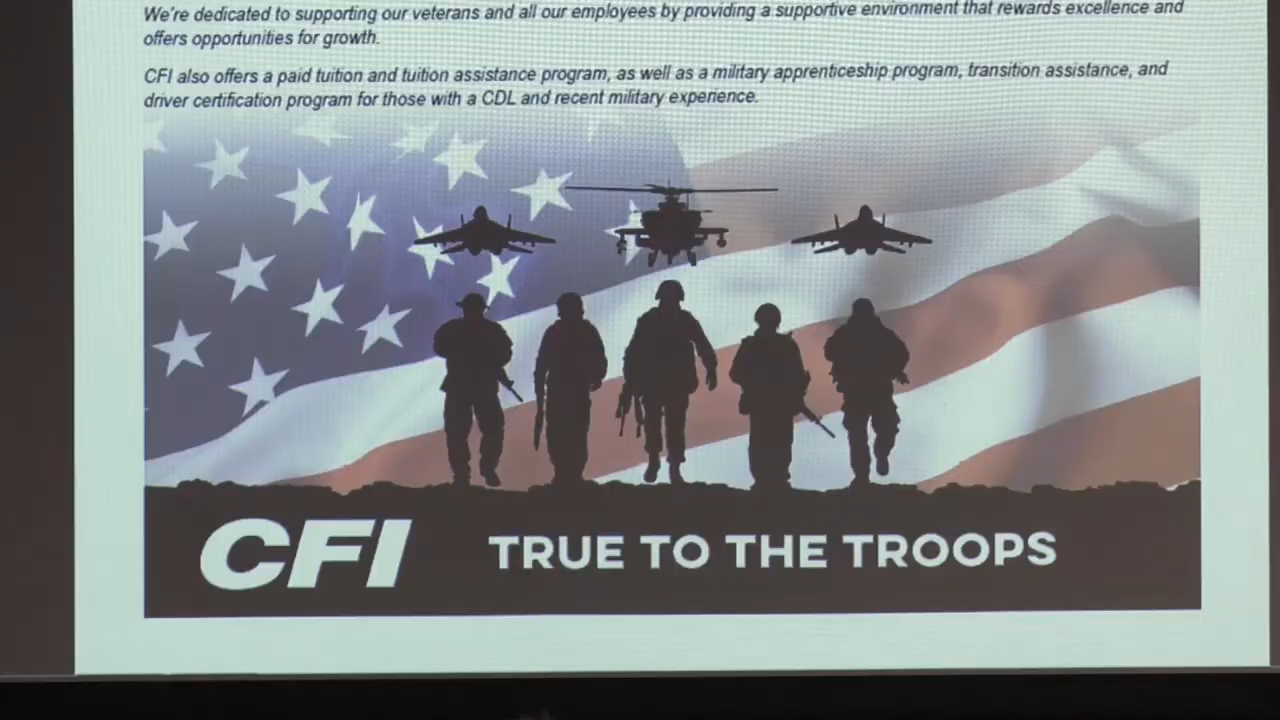 We're dedicated to supporting our veterans and all our employees by providing a supportive environment that rewards excellence and
offers opportunities for growth.
CFI also offers a paid tuition and tuition assistance program, as well as a military apprenticeship program, transition assistance, and
driver certification program for those with a CDL and recent military experience.
CFI TRUE TO THE TROOPS